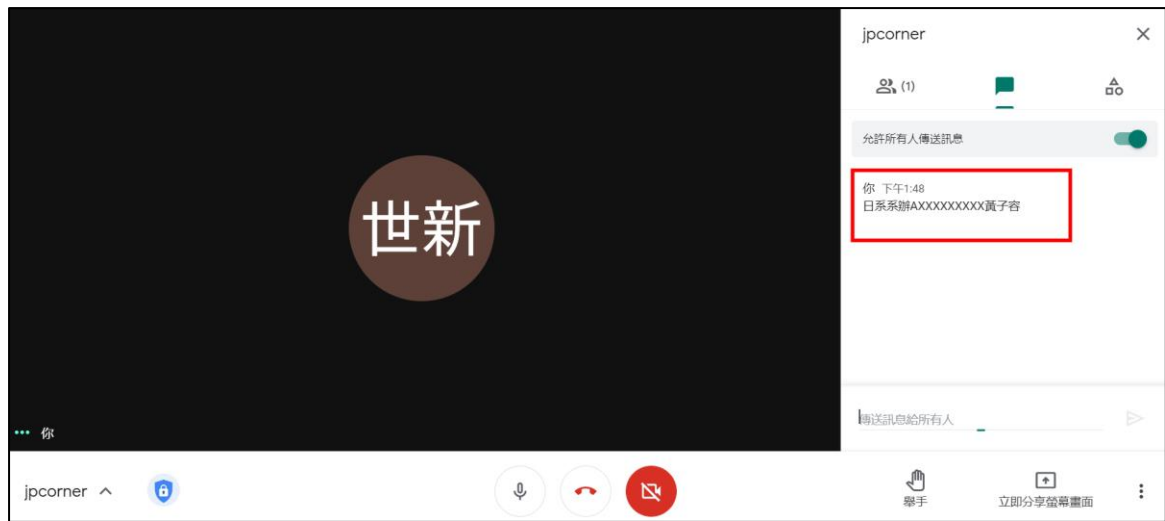 jpcorner
(1)
允許所有人傳送訊息
你 下午1:48
日系系辦AXXXXXXXXX黃子容
世新
你
傳送訊息給所有人
jpcorner
舉手
立即分享螢幕畫面